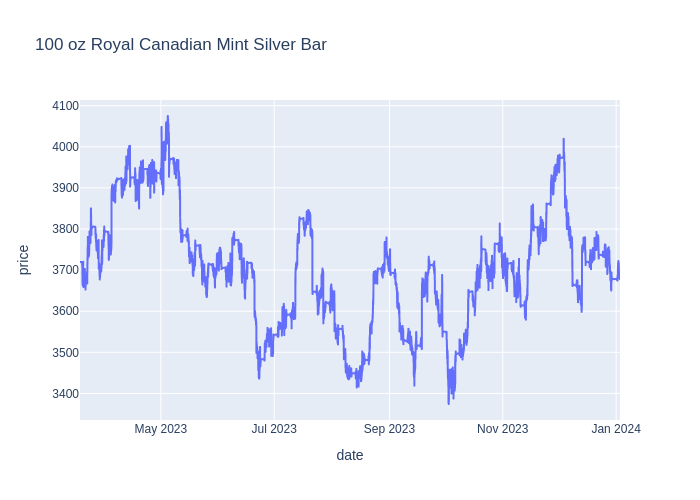 100 oz Royal Canadian Mint Silver Bar
4100
4000
3900
3800
3700
3600
3500
3400
price
May 2023
Jul 2023
Sep 2023
Nov 2023
Jan 2024
date